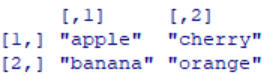 [,1] [,2]
[1,] "apple" "cherry"
[2,] "banana" "orange"